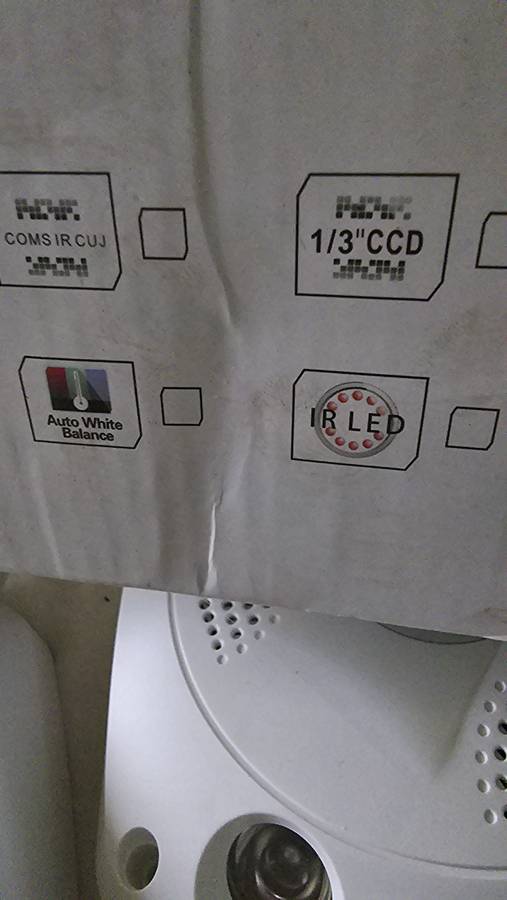 COMS IR CUJ
1/3"CCD
Auto White
Balance
IR LED